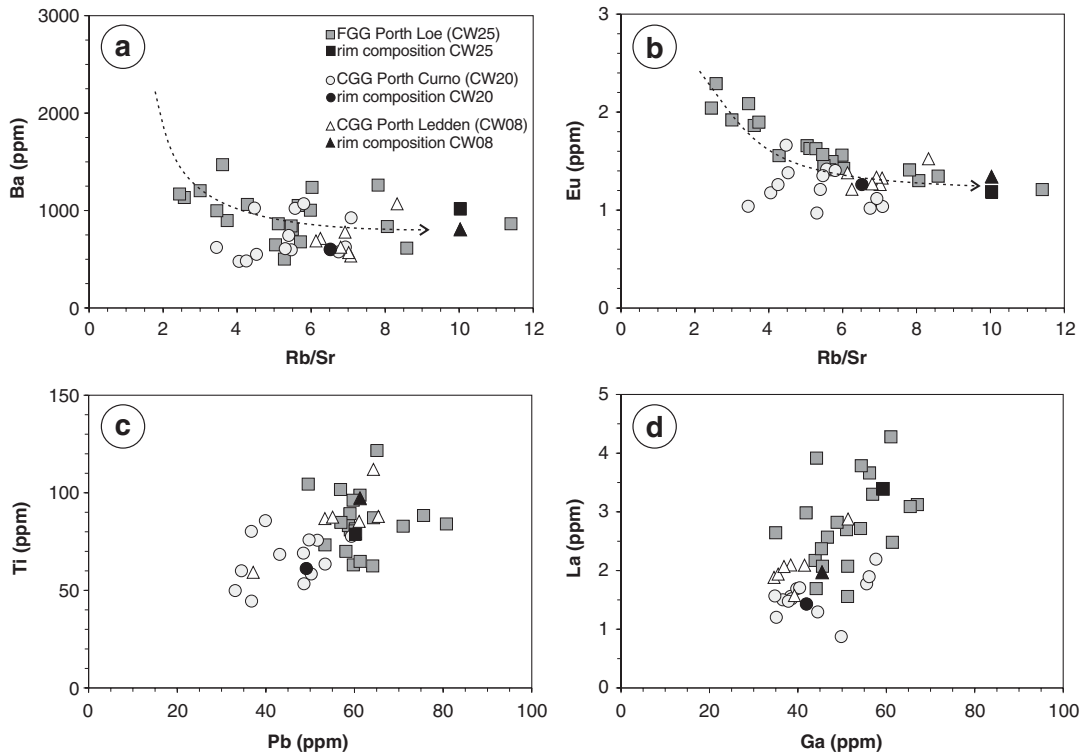 a
Ba (ppm)
3000
2000
1000
0
0 2 4 6 8 10 12
Rb/Sr
FGG Porth Loe (CW25)
rim composition CW25
CGG Porth Curno (CW20)
rim composition CW20
CGG Porth Ledden (CW08)
rim composition CW08
b
Eu (ppm)
3
2
1
0
0 2 4 6 8 10 12
Rb/Sr
c
Ti (ppm)
150
100
50
0
0 20 40 60 80 100
Pb (ppm)
d
La (ppm)
5
4
3
2
1
0
0 20 40 60 80 100
Ga (ppm)